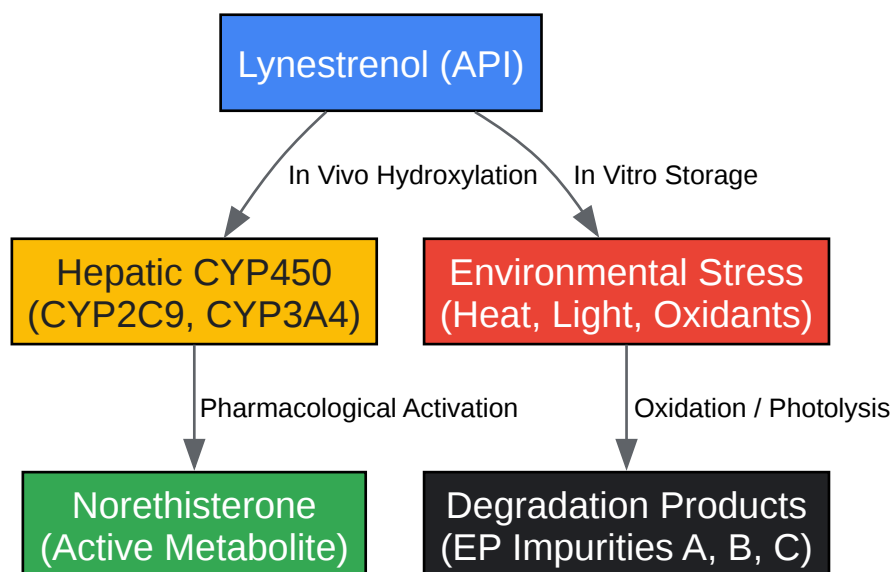 Lynestrenol (API)
In Vivo Hydroxylation
In Vitro Storage
Hepatic CYP450
(CYP2C9, CYP3A4)
Environmental Stress
(Heat, Light, Oxidants)
Pharmacological Activation
Oxidation / Photolysis
Norethisterone
(Active Metabolite)
Degradation Products
(EP Impurities A, B, C)